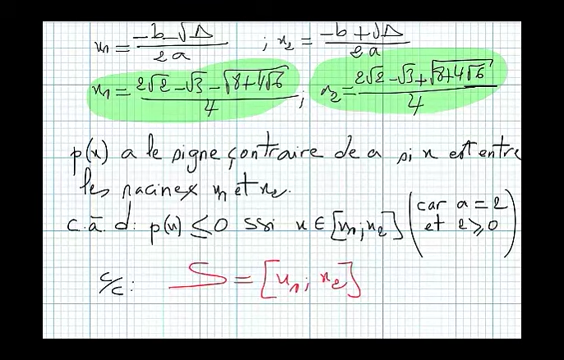 x₁ = (-b - √Δ)/2a ; x₂ = (-b + √Δ)/2a
x₁ = (2√2 - √3 - √(8+4√6))/4 ; x₂ = (2√2 - √3 + √(8+4√6))/4
p(x) a le signe contraire de a si x est entre
les racines x₁ et x₂.
c.à d: p(x) ≤ 0 ssi x ∈ [x₁; x₂] (car a = 2 et 2 ⩾ 0)
c/c: S = [x₁; x₂]